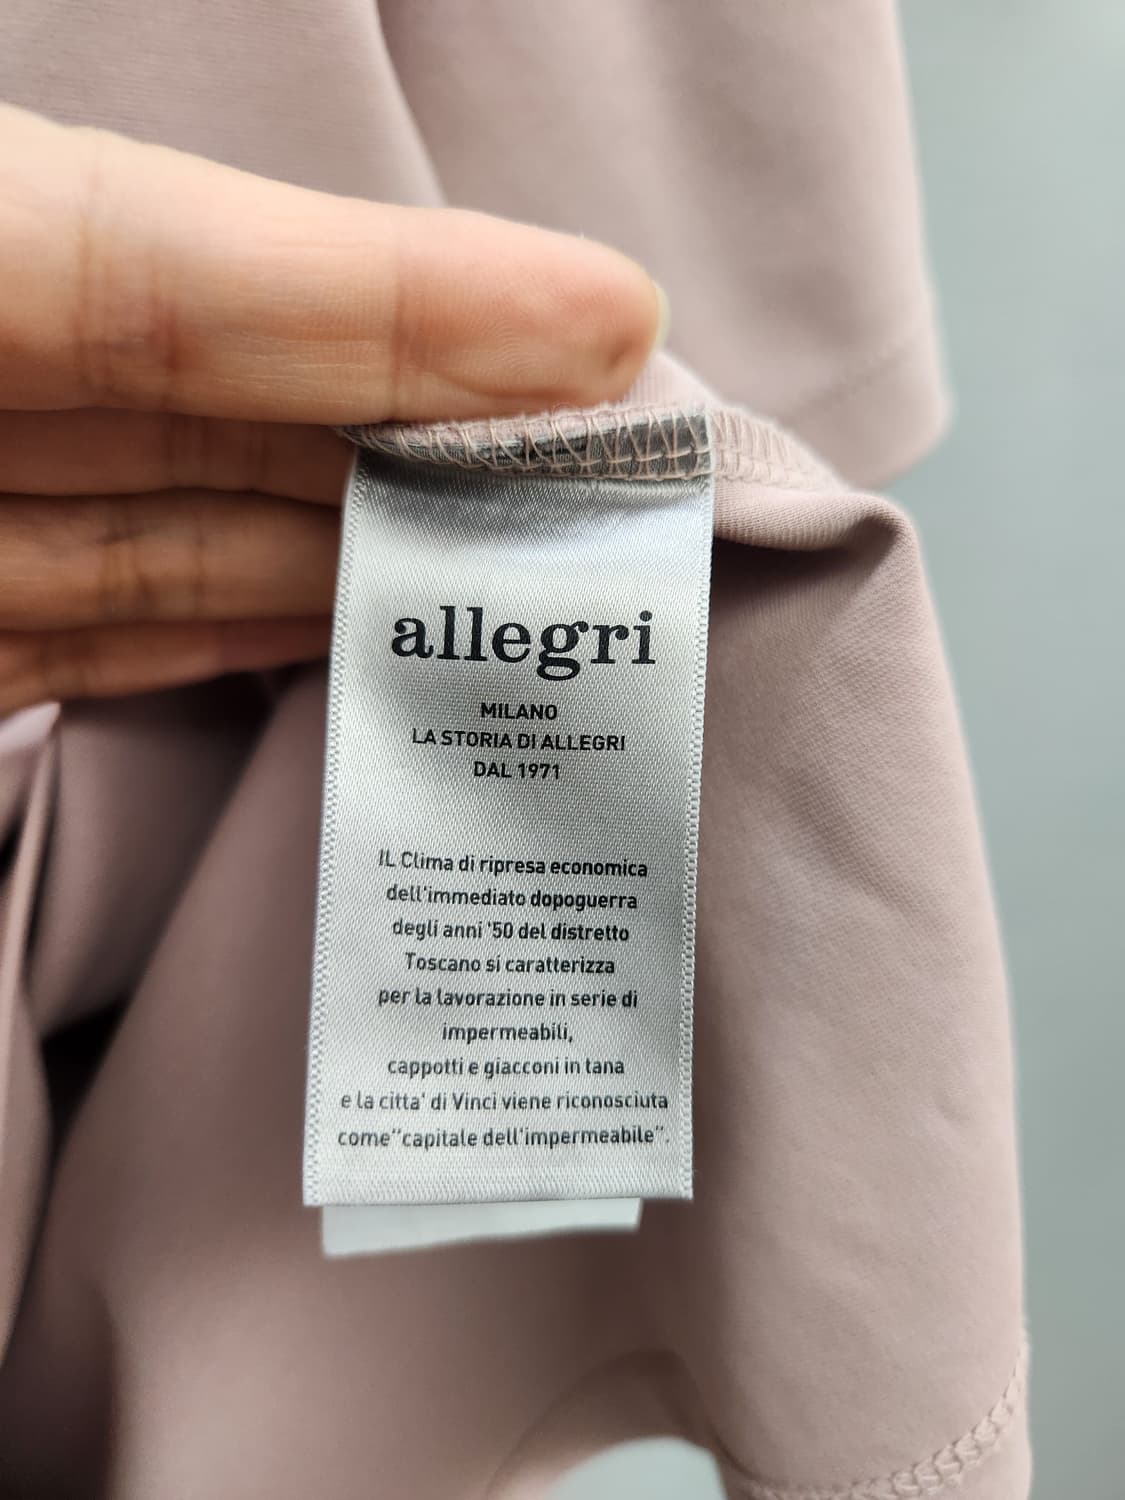 allegri
MILANO
LA STORIA DI ALLEGRI
DAL 1971
IL Clima di ripresa economica
dell'immediato dopoguerra
degli anni '50 del distretto
Toscano si caratterizza
per la lavorazione in serie di
impermeabili,
cappotti e giacconi in tana
e la citta' di Vinci viene riconosciuta
come"capitale dell'impermeabile".